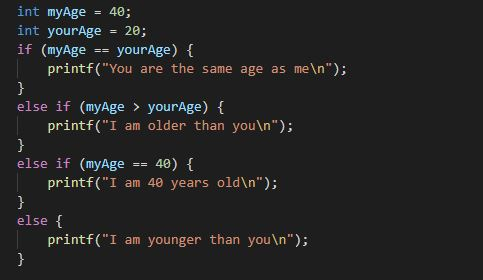 int myAge = 40;
int yourAge = 20;
if (myAge == yourAge) {
    printf("You are the same age as me\n");
}
else if (myAge > yourAge) {
    printf("I am older than you\n");
}
else if (myAge == 40) {
    printf("I am 40 years old\n");
}
else {
    printf("I am younger than you\n");
}